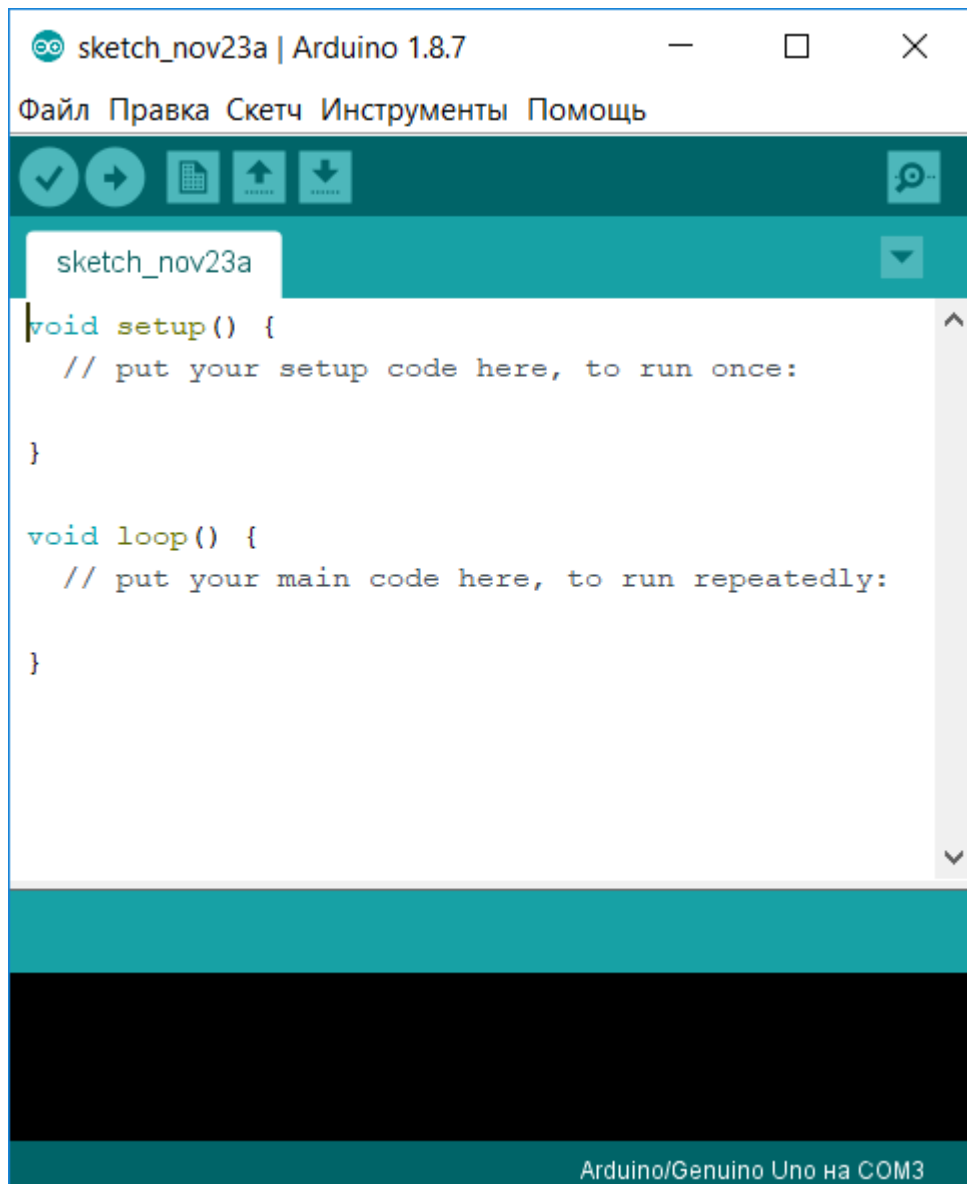 sketch_nov23a | Arduino 1.8.7
Файл Правка Скетч Инструменты Помощь
sketch_nov23a
void setup() {
  // put your setup code here, to run once:
}
void loop() {
  // put your main code here, to run repeatedly:
}
Arduino/Genuino Uno на COM3